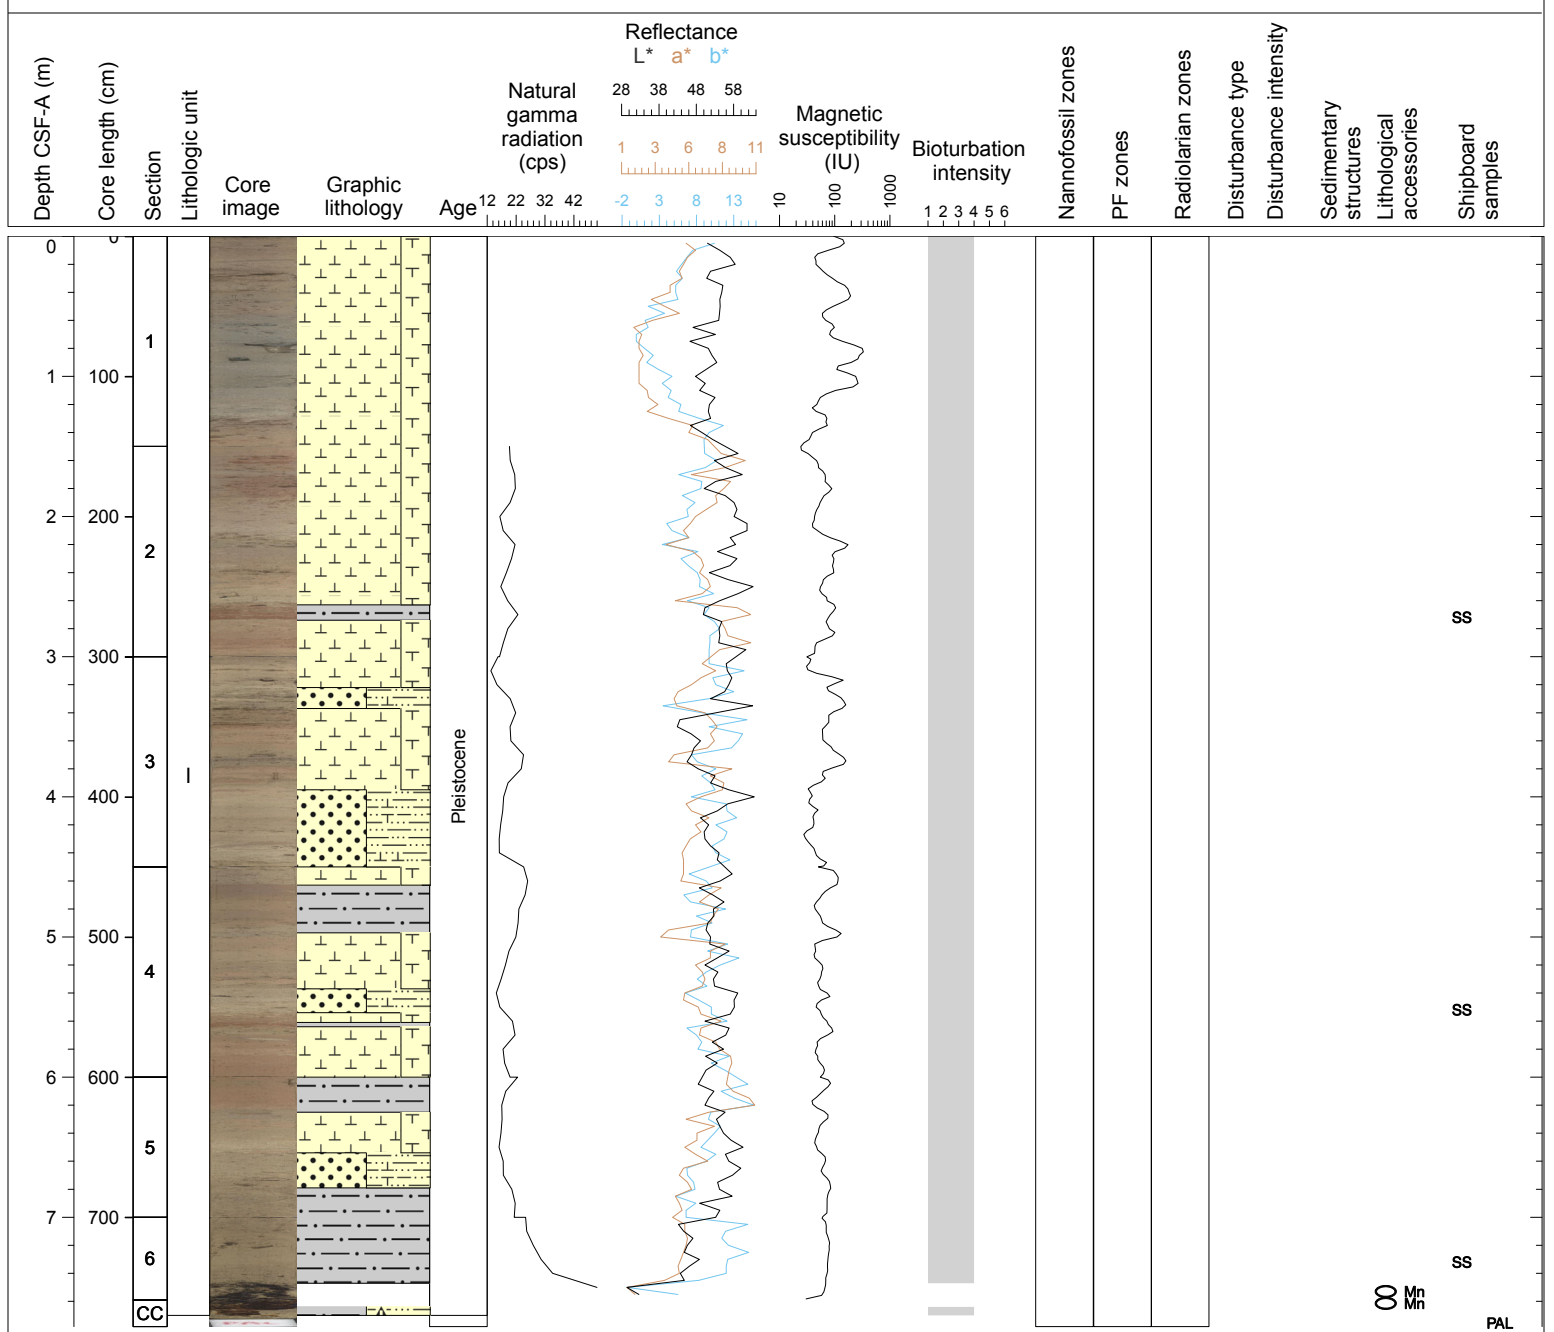 Depth CSF-A (m)
Core length (cm)
Section
Lithologic unit
Core
image
Graphic
lithology
Age
Natural
gamma
radiation
(cps)
12 22 32 42
Reflectance
L* a* b*
28 38 48 58
1 3 6 8 11
-2 3 8 13
Magnetic
susceptibility
(IU)
10 100 1000
Bioturbation
intensity
1 2 3 4 5 6
Nannofossil zones
PF zones
Radiolarian zones
Disturbance type
Disturbance intensity
Sedimentary
structures
Lithological
accessories
Shipboard
samples
0 0
1
1 100
2 200
2
SS
3 300
3
I
Pleistocene
4 400
5 500
4
SS
6 600
5
7 700
6
SS
Mn
Mn
CC
PAL